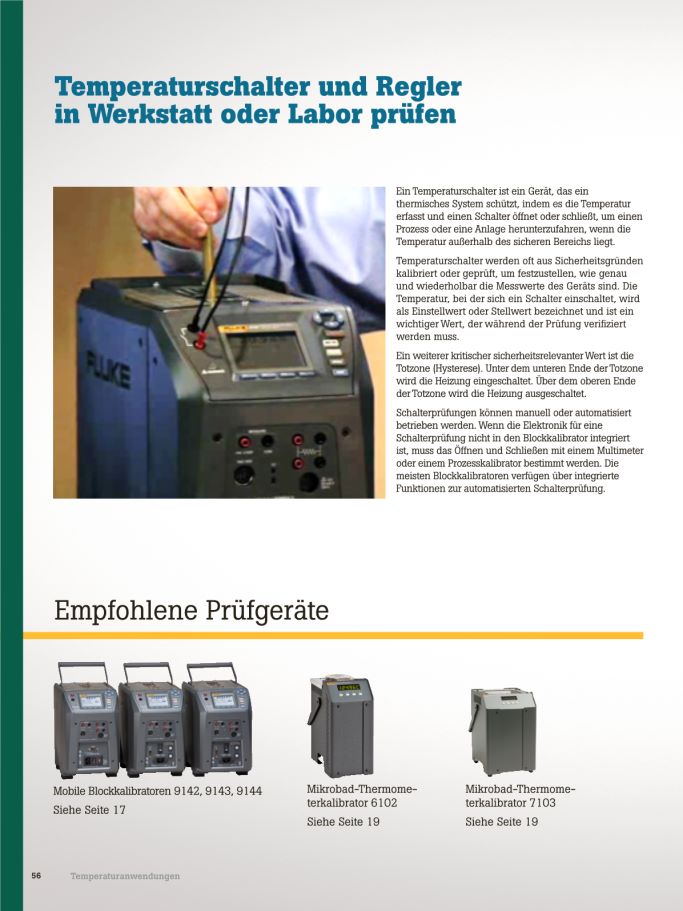 Temperaturschalter und Regler
in Werkstatt oder Labor prüfen
Ein Temperaturschalter ist ein Gerät, das ein
thermisches System schützt, indem es die Temperatur
erfasst und einen Schalter öffnet oder schließt, um einen
Prozess oder eine Anlage herunterzufahren, wenn die
Temperatur außerhalb des sicheren Bereichs liegt.
Temperaturschalter werden oft aus Sicherheitsgründen
kalibriert oder geprüft, um festzustellen, wie genau
und wiederholbar die Messwerte des Geräts sind. Die
Temperatur, bei der sich ein Schalter einschaltet, wird
als Einstellwert oder Stellwert bezeichnet und ist ein
wichtiger Wert, der während der Prüfung verifiziert
werden muss.
Ein weiterer kritischer sicherheitsrelevanter Wert ist die
Totzone (Hysterese). Unter dem unteren Ende der Totzone
wird die Heizung eingeschaltet. Über dem oberen Ende
der Totzone wird die Heizung ausgeschaltet.
Schalterprüfungen können manuell oder automatisiert
betrieben werden. Wenn die Elektronik für eine
Schalterprüfung nicht in den Blockkalibrator integriert
ist, muss das Öffnen und Schließen mit einem Multimeter
oder einem Prozesskalibrator bestimmt werden. Die
meisten Blockkalibratoren verfügen über integrierte
Funktionen zur automatisierten Schalterprüfung.
FLUKE
Empfohlene Prüfgeräte
Mobile Blockkalibratoren 9142, 9143, 9144
Siehe Seite 17
Mikrobad-Thermome-
terkalibrator 6102
Siehe Seite 19
Mikrobad-Thermome-
terkalibrator 7103
Siehe Seite 19
56 Temperaturanwendungen